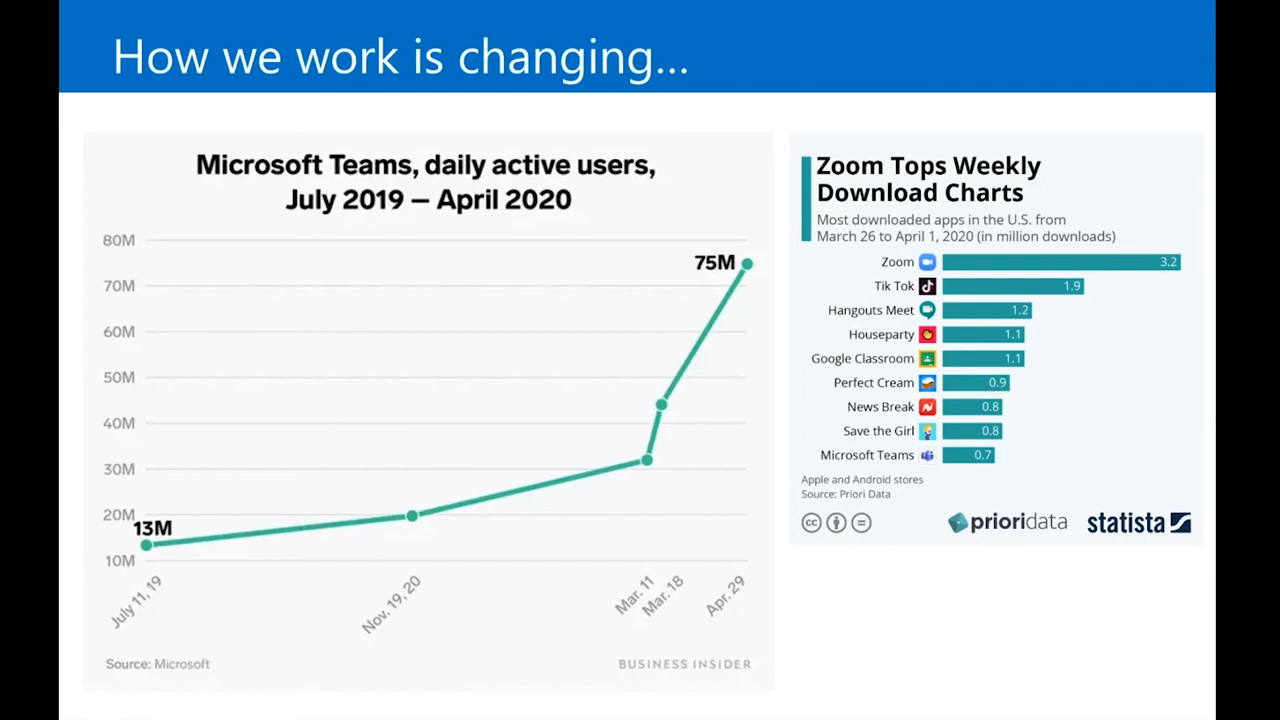 How we work is changing...
Microsoft Teams, daily active users,
July 2019 – April 2020
80M
70M
60M
50M
40M
30M
20M
10M
13M
75M
July 11, 19
Nov. 19, 20
Mar. 11
Mar. 18
Apr. 29
Source: Microsoft
BUSINESS INSIDER
Zoom Tops Weekly
Download Charts
Most downloaded apps in the U.S. from
March 26 to April 1, 2020 (in million downloads)
Zoom 3.2
Tik Tok 1.9
Hangouts Meet 1.2
Houseparty 1.1
Google Classroom 1.1
Perfect Cream 0.9
News Break 0.8
Save the Girl 0.8
Microsoft Teams 0.7
Apple and Android stores
Source: Priori Data
cc
prioridata statista